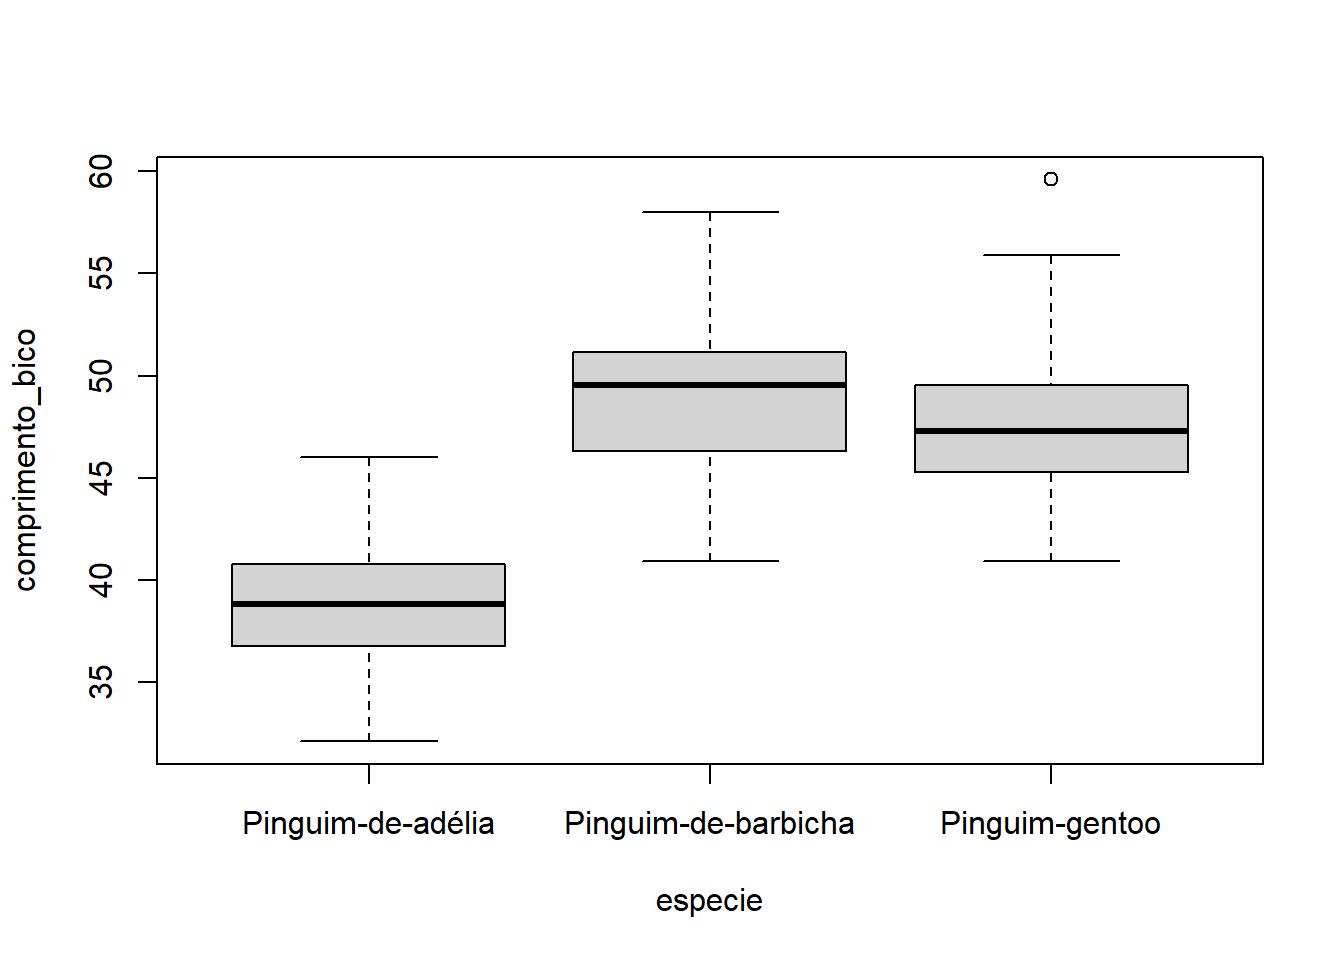 comprimento_bico
60
55
50
45
40
35
Pinguim-de-adélia
Pinguim-de-barbicha
Pinguim-gentoo
especie